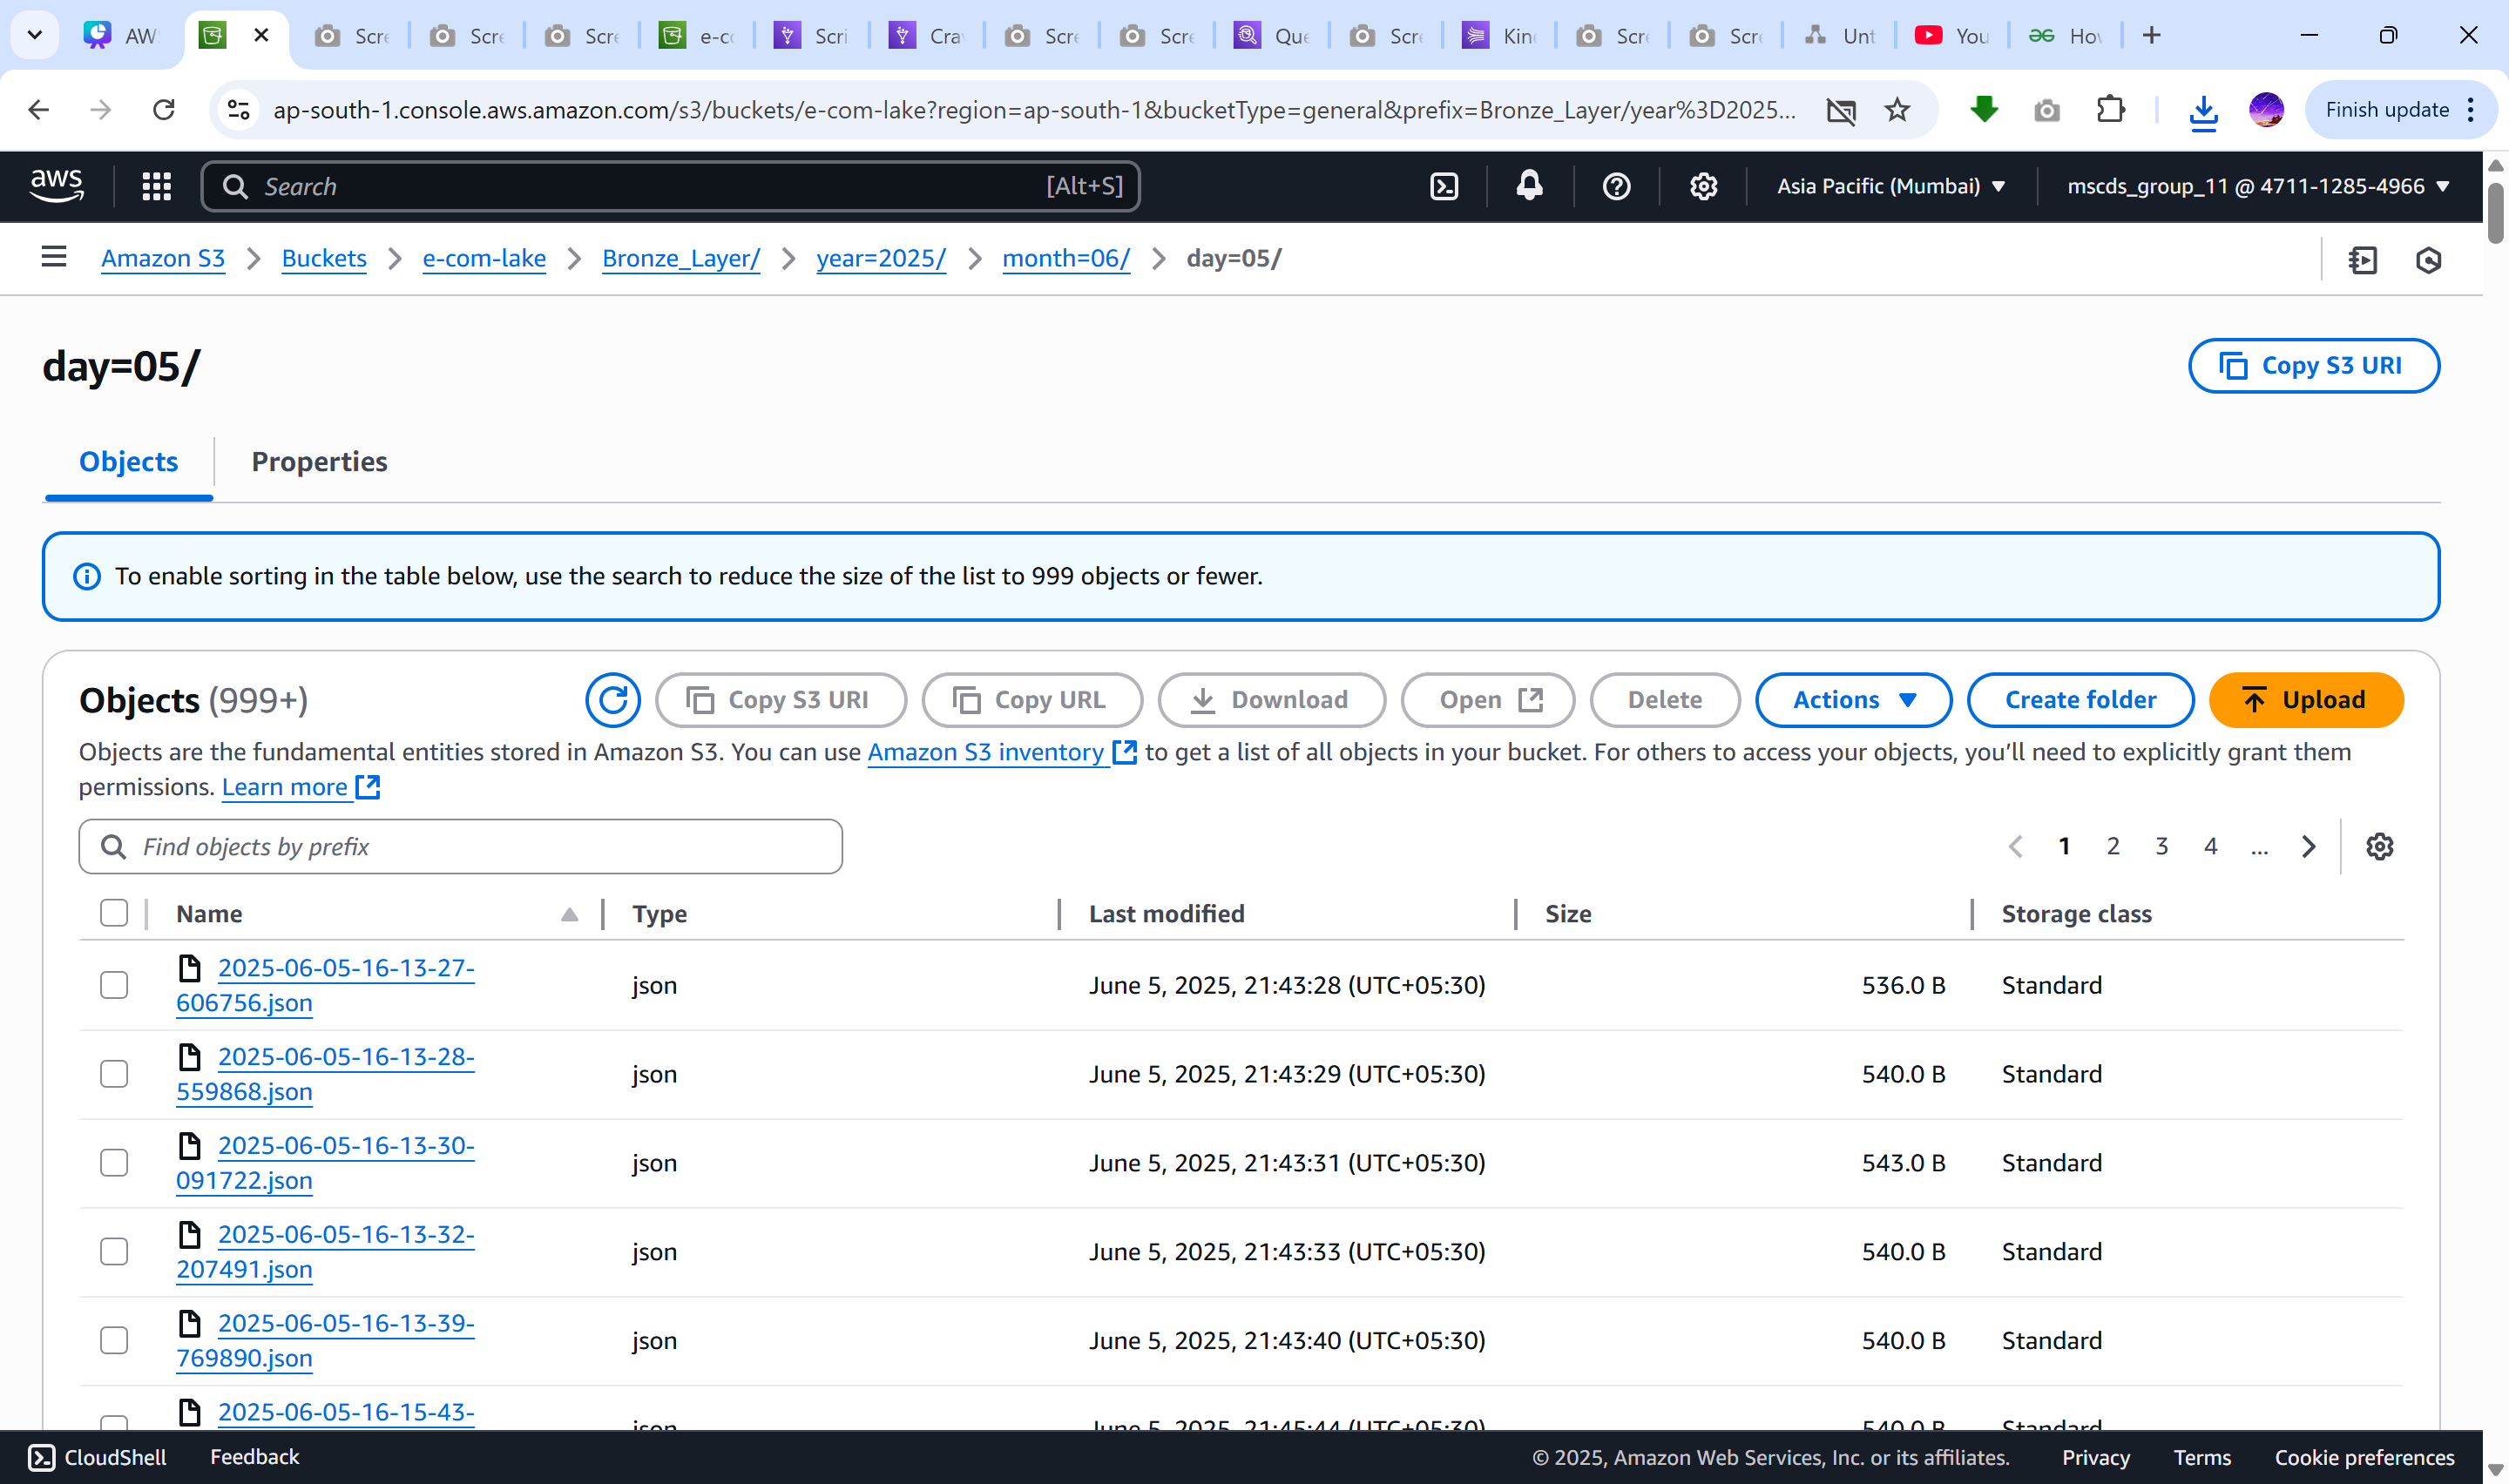 AW
Scre
Scre
Scre
e-co
Scri
Cra
Scre
Scre
Que
Scre
Kin
Scre
Scre
Unt
You
Hov
ap-south-1.console.aws.amazon.com/s3/buckets/e-com-lake?region=ap-south-1&bucketType=general&prefix=Bronze_Layer/year%3D2025...
Finish update
aws
Search
[Alt+S]
Asia Pacific (Mumbai)
mscds_group_11 @ 4711-1285-4966
Amazon S3
Buckets
e-com-lake
Bronze_Layer/
year=2025/
month=06/
day=05/
day=05/
Copy S3 URI
Objects
Properties
To enable sorting in the table below, use the search to reduce the size of the list to 999 objects or fewer.
Objects (999+)
Copy S3 URI
Copy URL
Download
Open
Delete
Actions
Create folder
Upload
Objects are the fundamental entities stored in Amazon S3. You can use Amazon S3 inventory to get a list of all objects in your bucket. For others to access your objects, you’ll need to explicitly grant them
permissions. Learn more
Find objects by prefix
1 2 3 4 ...
Name Type Last modified Size Storage class
2025-06-05-16-13-27-
606756.json
json June 5, 2025, 21:43:28 (UTC+05:30) 536.0 B Standard
2025-06-05-16-13-28-
559868.json
json June 5, 2025, 21:43:29 (UTC+05:30) 540.0 B Standard
2025-06-05-16-13-30-
091722.json
json June 5, 2025, 21:43:31 (UTC+05:30) 543.0 B Standard
2025-06-05-16-13-32-
207491.json
json June 5, 2025, 21:43:33 (UTC+05:30) 540.0 B Standard
2025-06-05-16-13-39-
769890.json
json June 5, 2025, 21:43:40 (UTC+05:30) 540.0 B Standard
2025-06-05-16-15-43-
json June 5, 2025, 21:45:44 (UTC+05:30) 540.0 B Standard
CloudShell
Feedback
© 2025, Amazon Web Services, Inc. or its affiliates.
Privacy
Terms
Cookie preferences